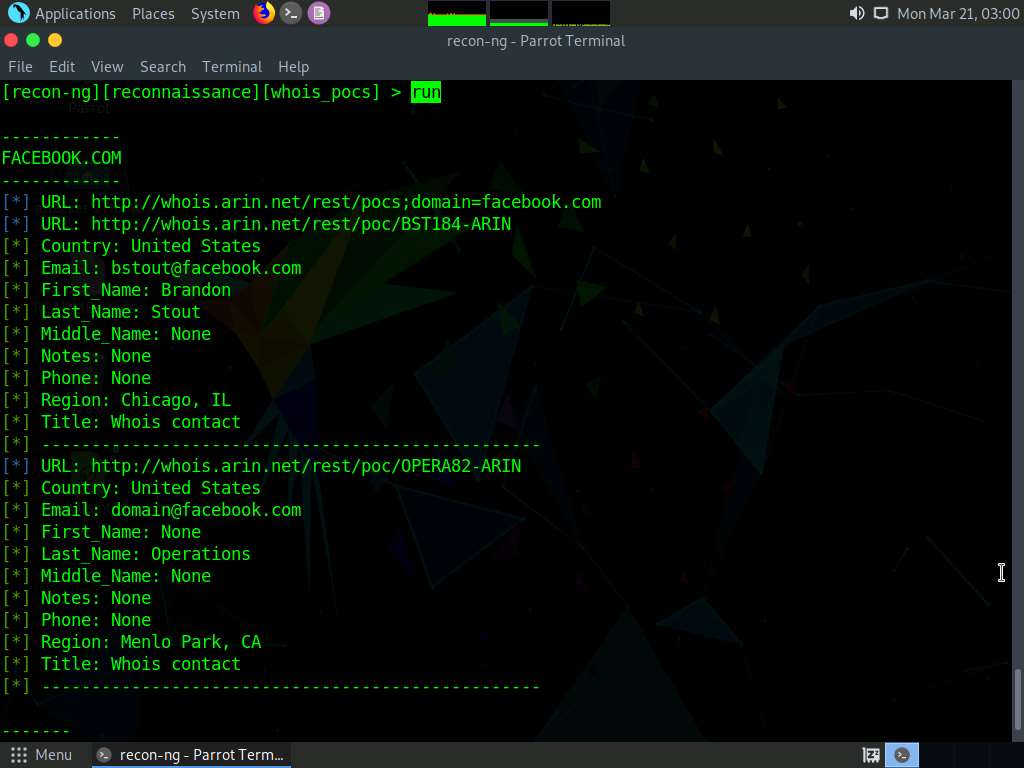 Applications Places System Mon Mar 21, 03:00
recon-ng - Parrot Terminal
File Edit View Search Terminal Help
[recon-ng][reconnaissance][whois_pocs] > run
------------
FACEBOOK.COM
------------
[*] URL: http://whois.arin.net/rest/pocs;domain=facebook.com
[*] URL: http://whois.arin.net/rest/poc/BST184-ARIN
[*] Country: United States
[*] Email: bstout@facebook.com
[*] First_Name: Brandon
[*] Last_Name: Stout
[*] Middle_Name: None
[*] Notes: None
[*] Phone: None
[*] Region: Chicago, IL
[*] Title: Whois contact
[*] --------------------------------------------------
[*] URL: http://whois.arin.net/rest/poc/OPERA82-ARIN
[*] Country: United States
[*] Email: domain@facebook.com
[*] First_Name: None
[*] Last_Name: Operations
[*] Middle_Name: None
[*] Notes: None
[*] Phone: None
[*] Region: Menlo Park, CA
[*] Title: Whois contact
[*] --------------------------------------------------
-------
Menu recon-ng - Parrot Term...